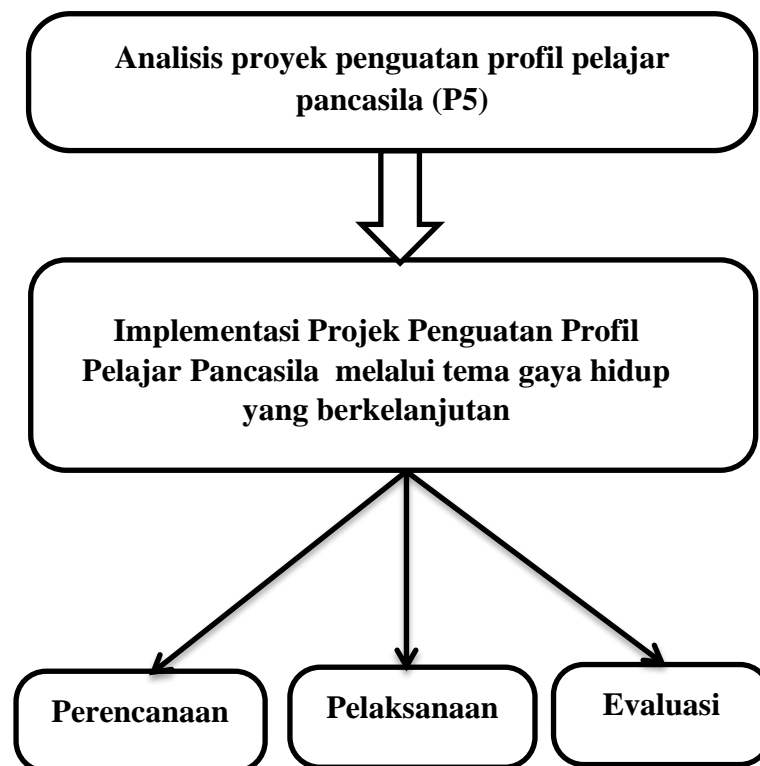 Analisis proyek penguatan profil pelajar
pancasila (P5)
Implementasi Projek Penguatan Profil
Pelajar Pancasila  melalui tema gaya hidup
yang berkelanjutan
Perencanaan
Pelaksanaan
Evaluasi